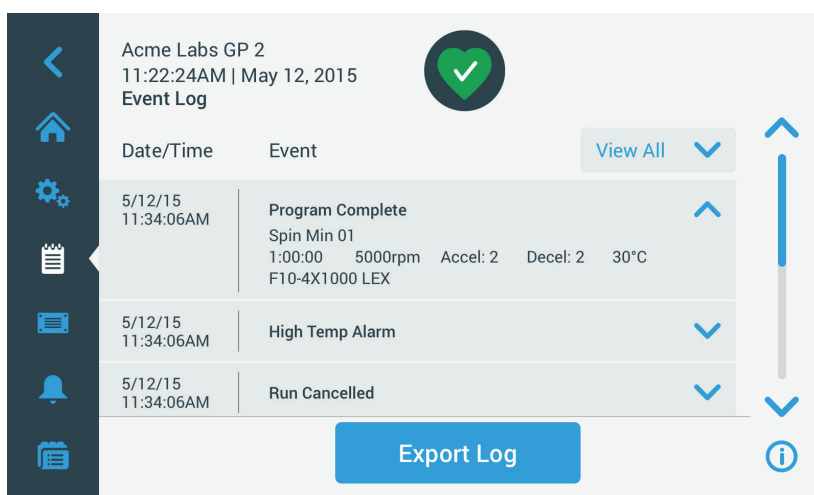 Acme Labs GP 2
11:22:24AM | May 12, 2015
Event Log
Date/Time Event View All
5/12/15
11:34:06AM
Program Complete
Spin Min 01
1:00:00 5000rpm Accel: 2 Decel: 2 30°C
F10-4X1000 LEX
5/12/15
11:34:06AM
High Temp Alarm
5/12/15
11:34:06AM
Run Cancelled
Export Log